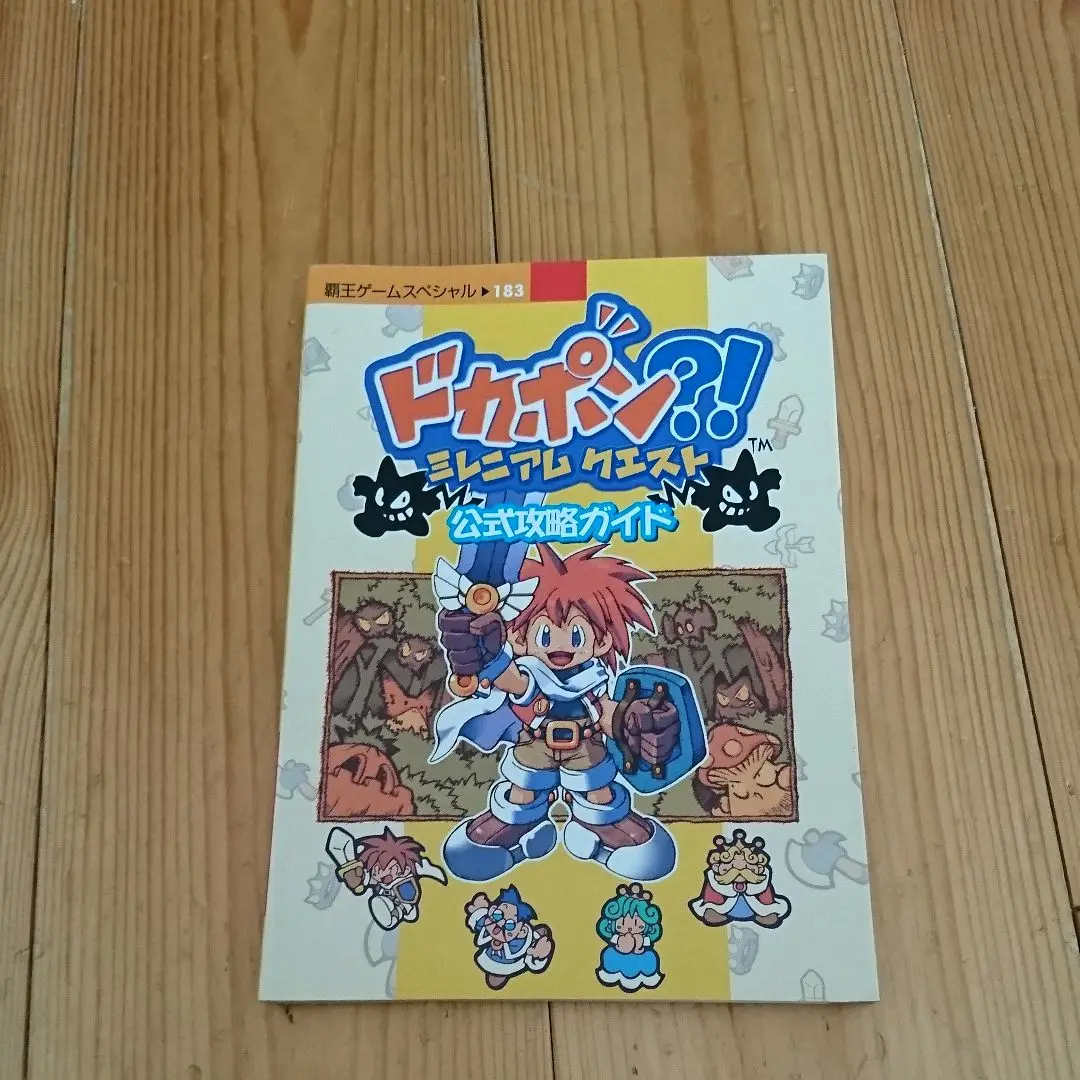 覇王ゲームスペシャル▶183
ドカポン?!
ミレニアム クエスト
TM
公式攻略ガイド